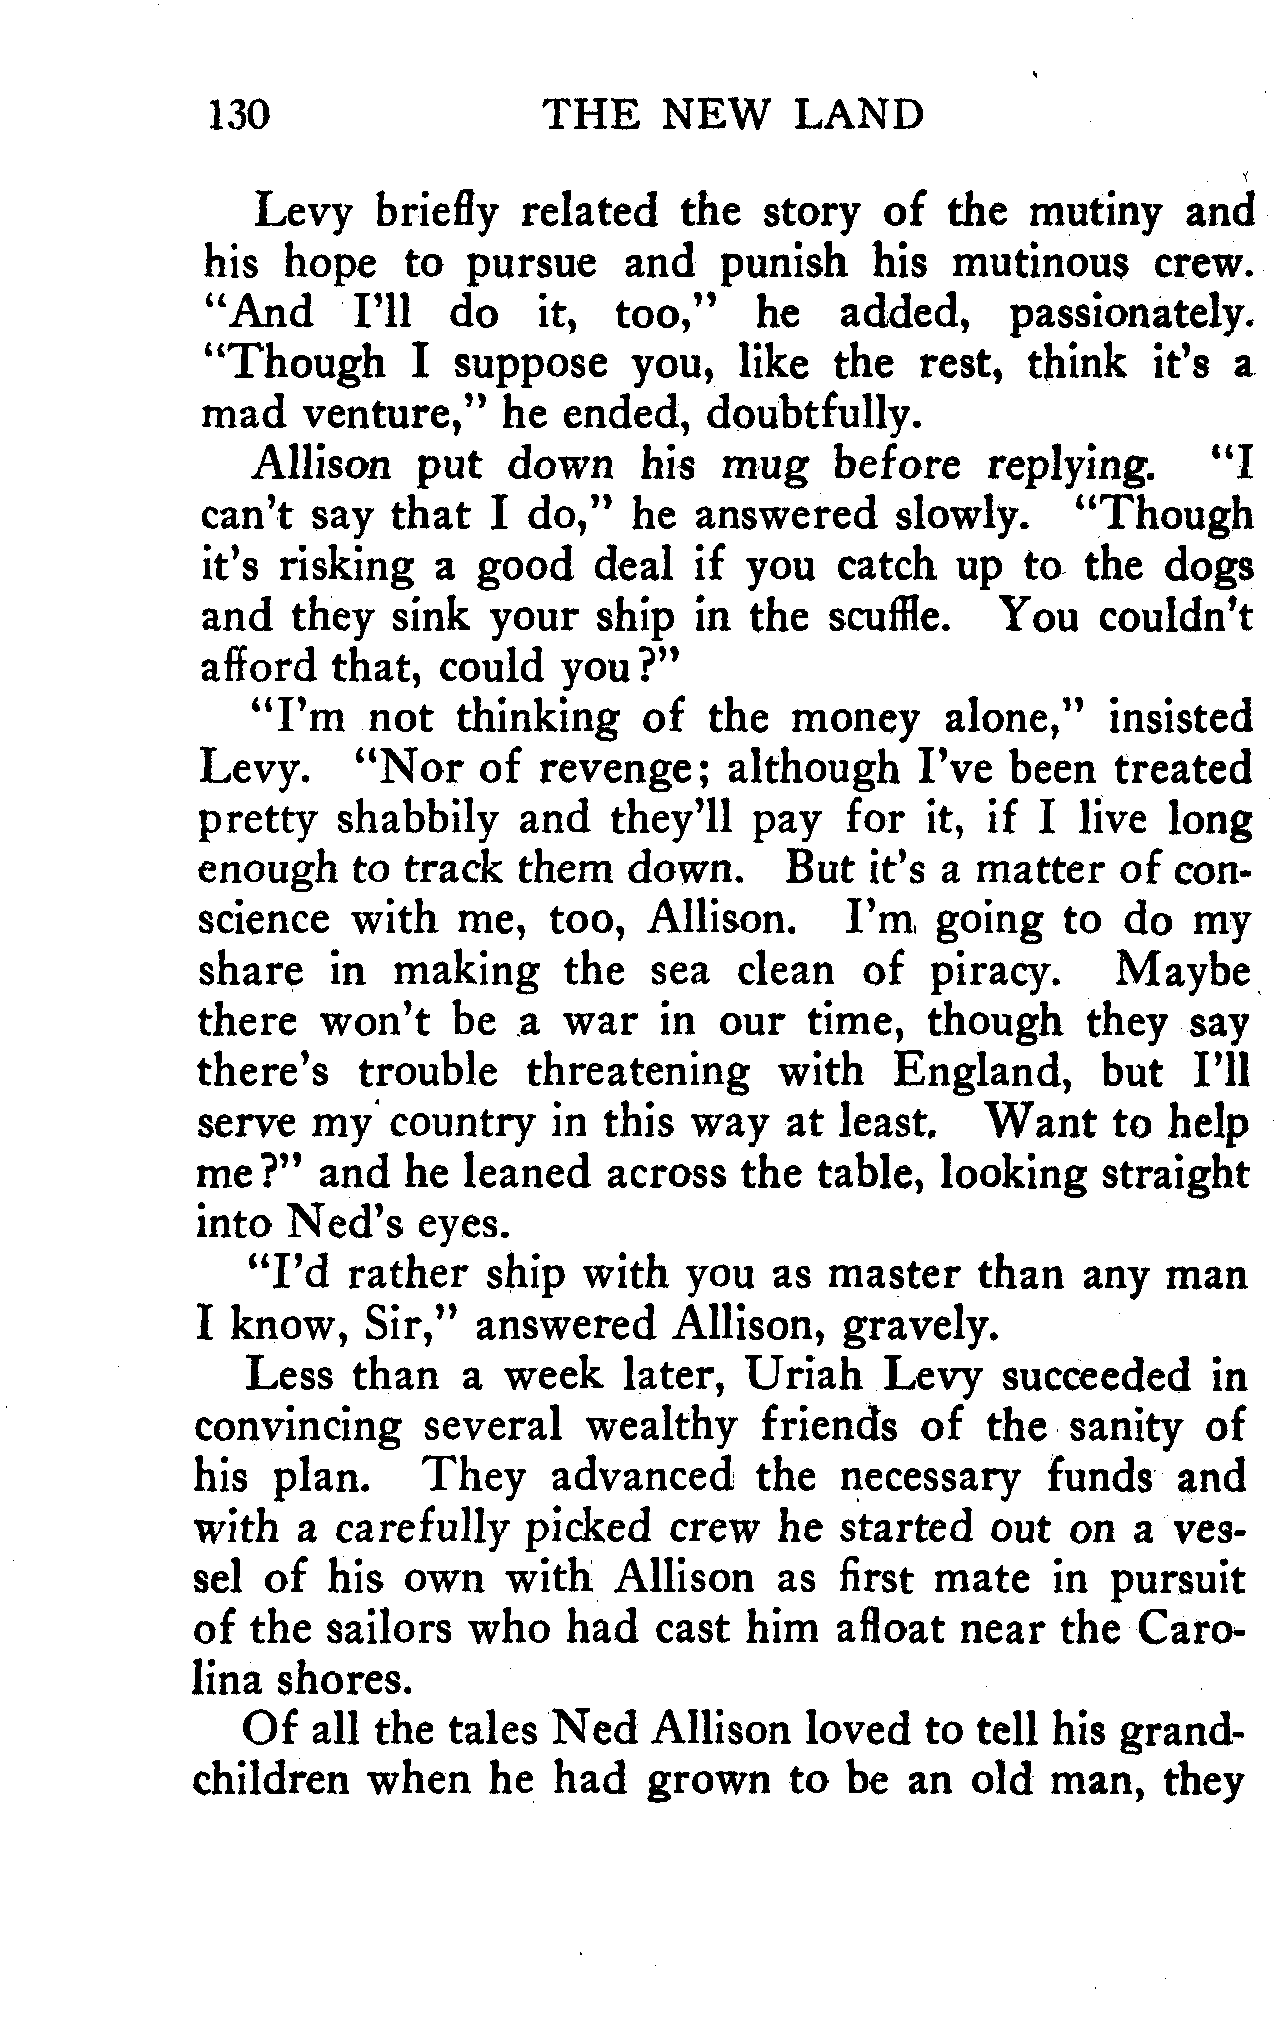 130 THE NEW LAND
Levy briefly related the story of the mutiny and
his hope to pursue and punish his mutinous crew.
"And I'll do it, too," he added, passionately.
"Though I suppose you, like the rest, think it's a
mad venture," he ended, doubtfully.
Allison put down his mug before replying. "I
can't say that I do," he answered slowly. "Though
it's risking a good deal if you catch up to the dogs
and they sink your ship in the scuffle. You couldn't
afford that, could you?"
"I'm not thinking of the money alone," insisted
Levy. "Nor of revenge; although I've been treated
pretty shabbily and they'll pay for it, if I live long
enough to track them down. But it's a matter of con-
science with me, too, Allison. I'm going to do my
share in making the sea clean of piracy. Maybe
there won't be a war in our time, though they say
there's trouble threatening with England, but I'll
serve my country in this way at least. Want to help
me?" and he leaned across the table, looking straight
into Ned's eyes.
"I'd rather ship with you as master than any man
I know, Sir," answered Allison, gravely.
Less than a week later, Uriah Levy succeeded in
convincing several wealthy friends of the sanity of
his plan. They advanced the necessary funds and
with a carefully picked crew he started out on a ves-
sel of his own with Allison as first mate in pursuit
of the sailors who had cast him afloat near the Caro-
lina shores.
Of all the tales Ned Allison loved to tell his grand-
children when he had grown to be an old man, they